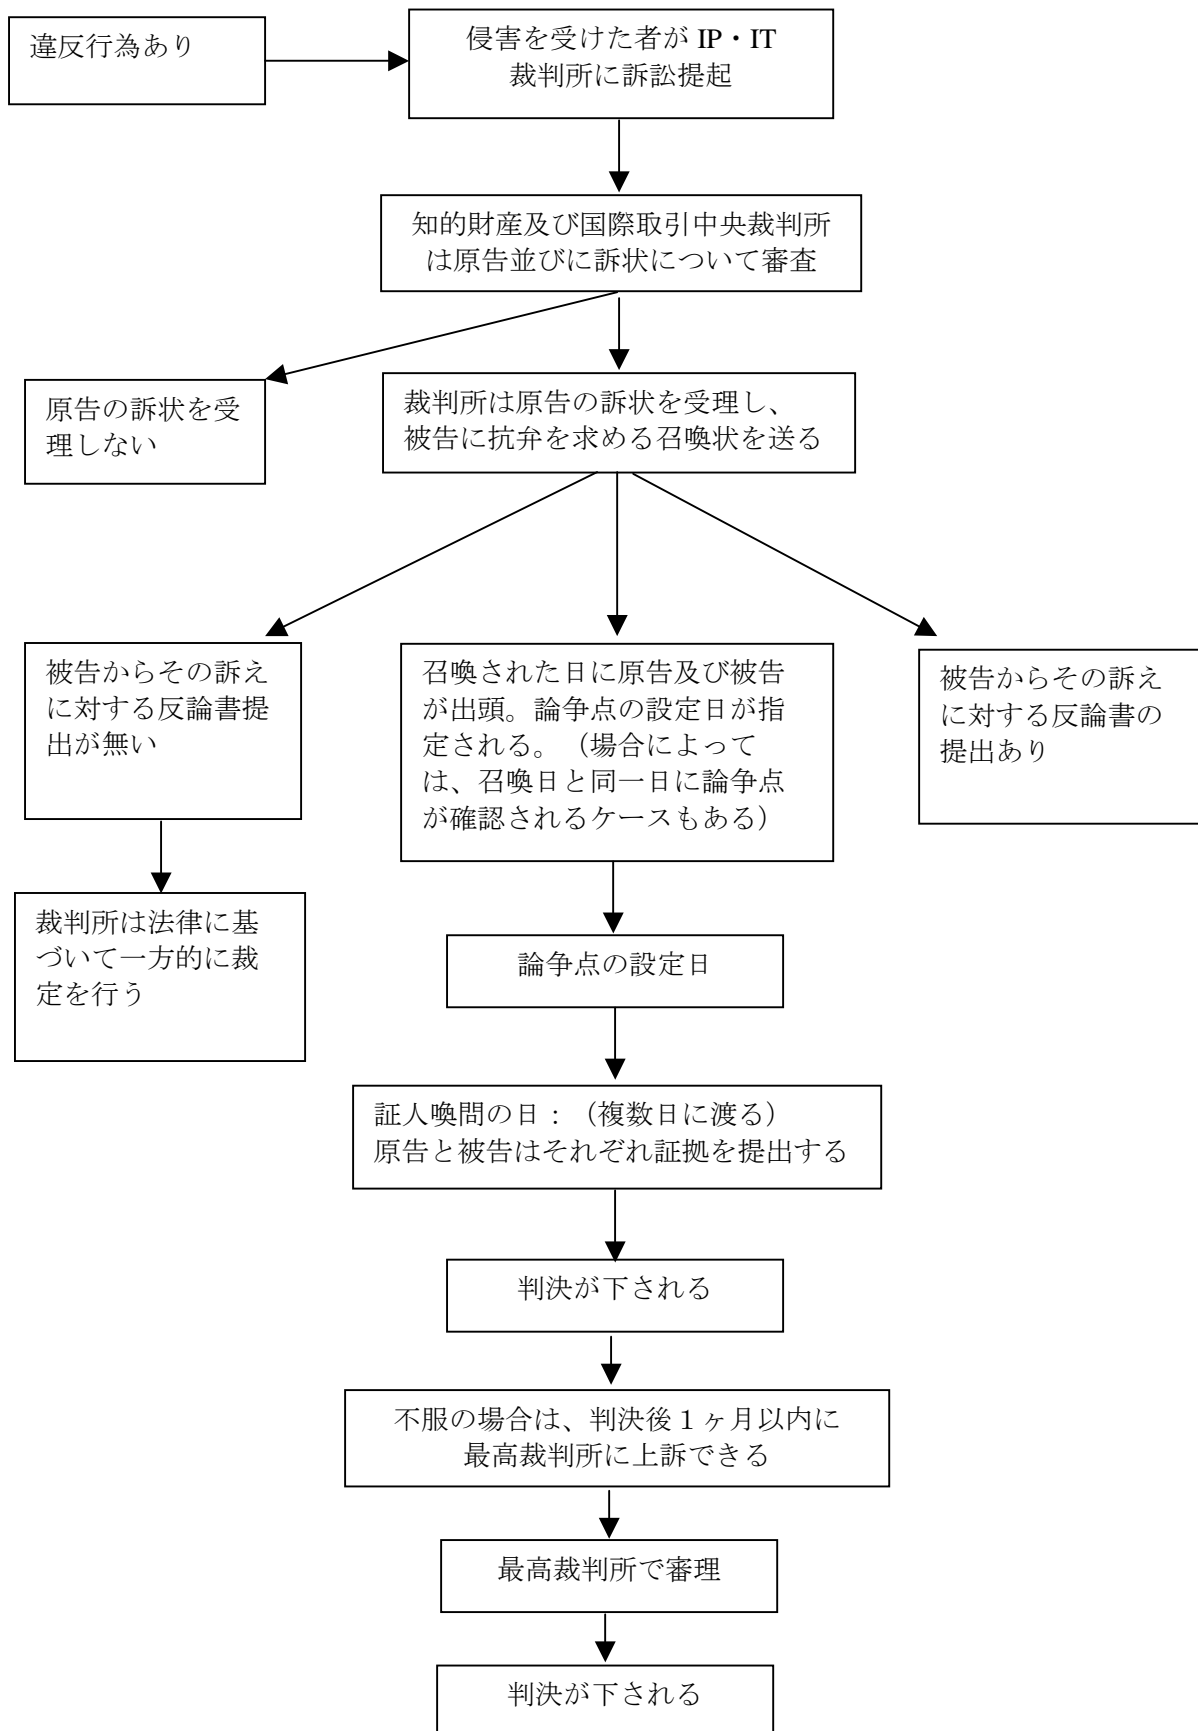 違反行為あり
侵害を受けた者が IP・IT
裁判所に訴訟提起
知的財産及び国際取引中央裁判所
は原告並びに訴状について審査
原告の訴状を受
理しない
裁判所は原告の訴状を受理し、
被告に抗弁を求める召喚状を送る
被告からその訴え
に対する反論書提
出が無い
召喚された日に原告及び被告
が出頭。論争点の設定日が指
定される。（場合によって
は、召喚日と同一日に論争点
が確認されるケースもある）
被告からその訴え
に対する反論書の
提出あり
裁判所は法律に基
づいて一方的に裁
定を行う
論争点の設定日
証人喚問の日：（複数日に渡る）
原告と被告はそれぞれ証拠を提出する
判決が下される
不服の場合は、判決後１ヶ月以内に
最高裁判所に上訴できる
最高裁判所で審理
判決が下される